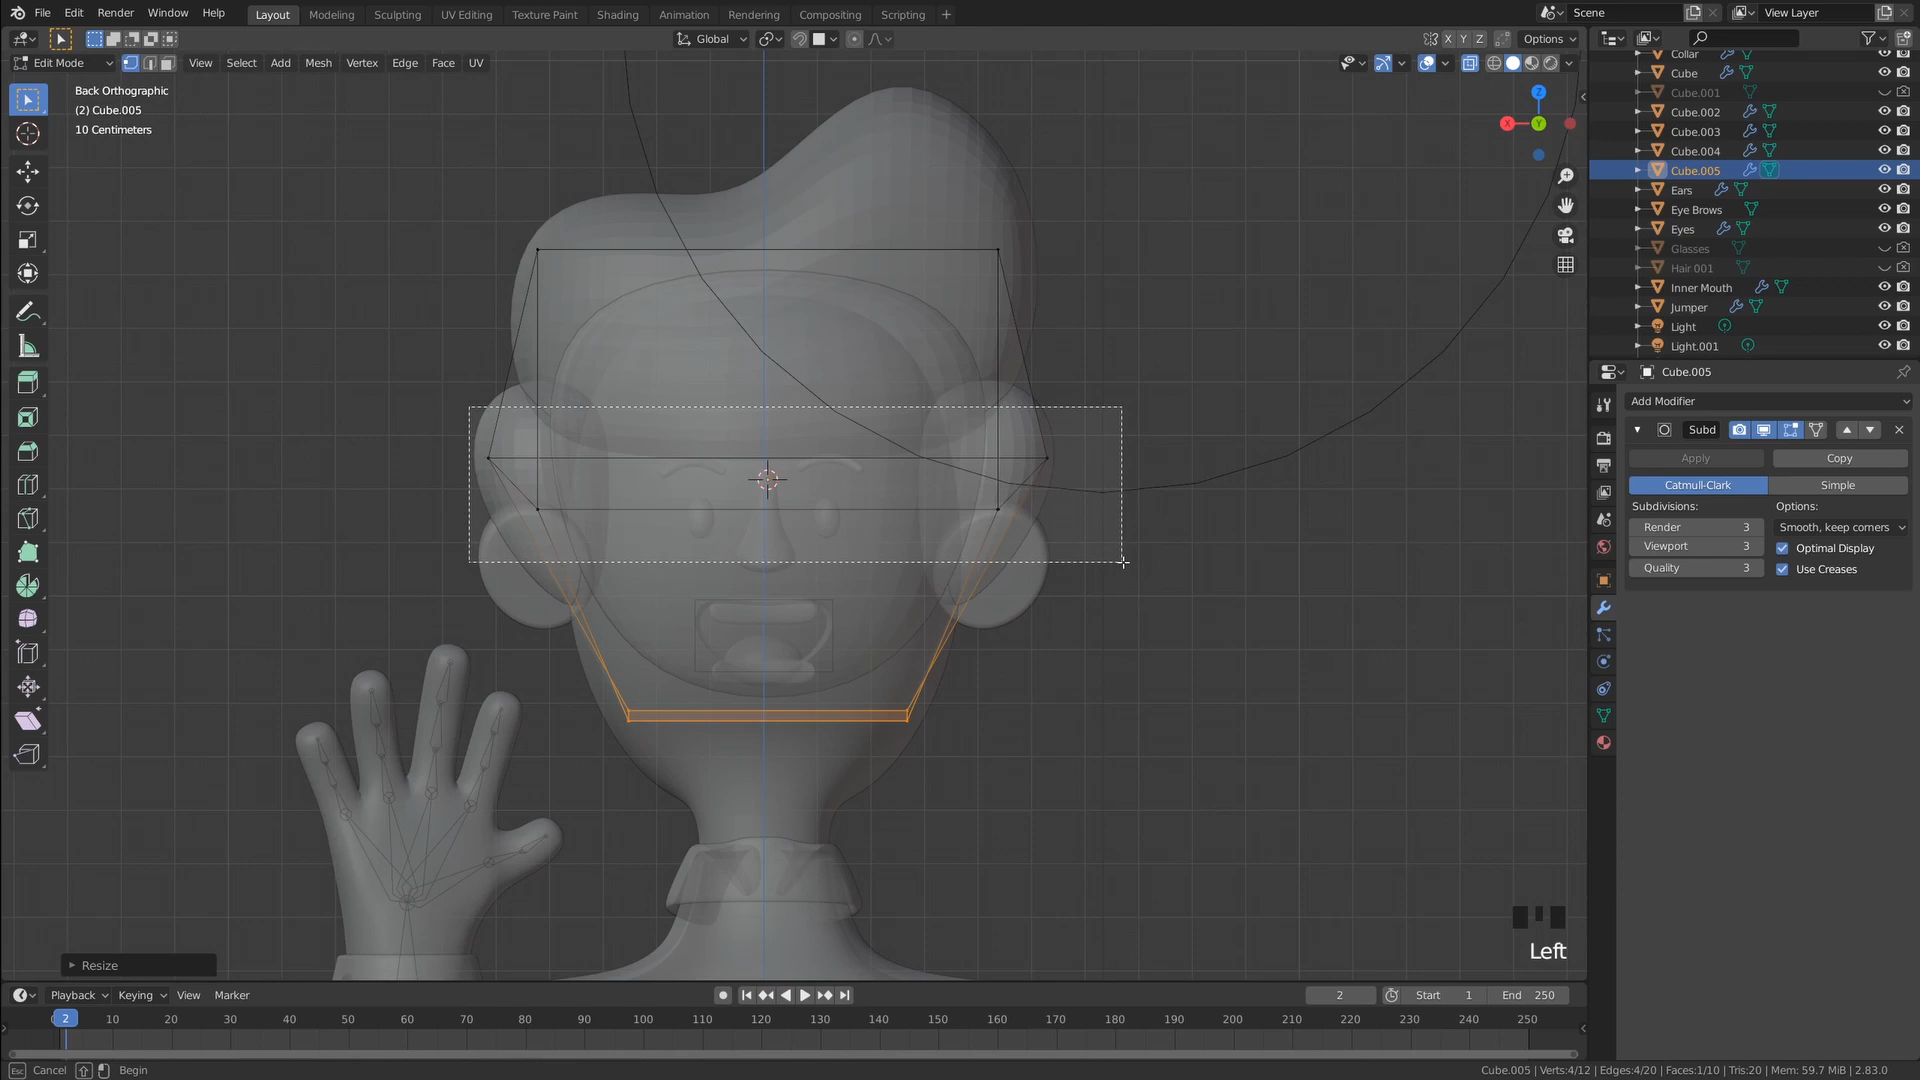 File Edit Render Window Help
Layout Modeling Sculpting UV Editing Texture Paint Shading Animation Rendering Compositing Scripting +
Scene View Layer
Global X Y Z Options
Edit Mode View Select Add Mesh Vertex Edge Face UV
Back Orthographic
(2) Cube.005
10 Centimeters
Z
X Y
Collar
Cube
Cube.001
Cube.002
Cube.003
Cube.004
Cube.005
Ears
Eye Brows
Eyes
Glasses
Hair 001
Inner Mouth
Jumper
Light
Light.001
Cube.005
Add Modifier
Subd
Apply Copy
Catmull-Clark Simple
Subdivisions: Options:
Render 3 Smooth, keep corners
Viewport 3 Optimal Display
Quality 3 Use Creases
Left
Resize
Playback Keying View Marker
2 Start 1 End 250
2 10 20 30 40 50 60 70 80 90 100 110 120 130 140 150 160 170 180 190 200 210 220 230 240 250
Esc Cancel Begin
Cube.005 | Verts:4/12 | Edges:4/20 | Faces:1/10 | Tris:20 | Mem: 59.7 MiB | 2.83.0